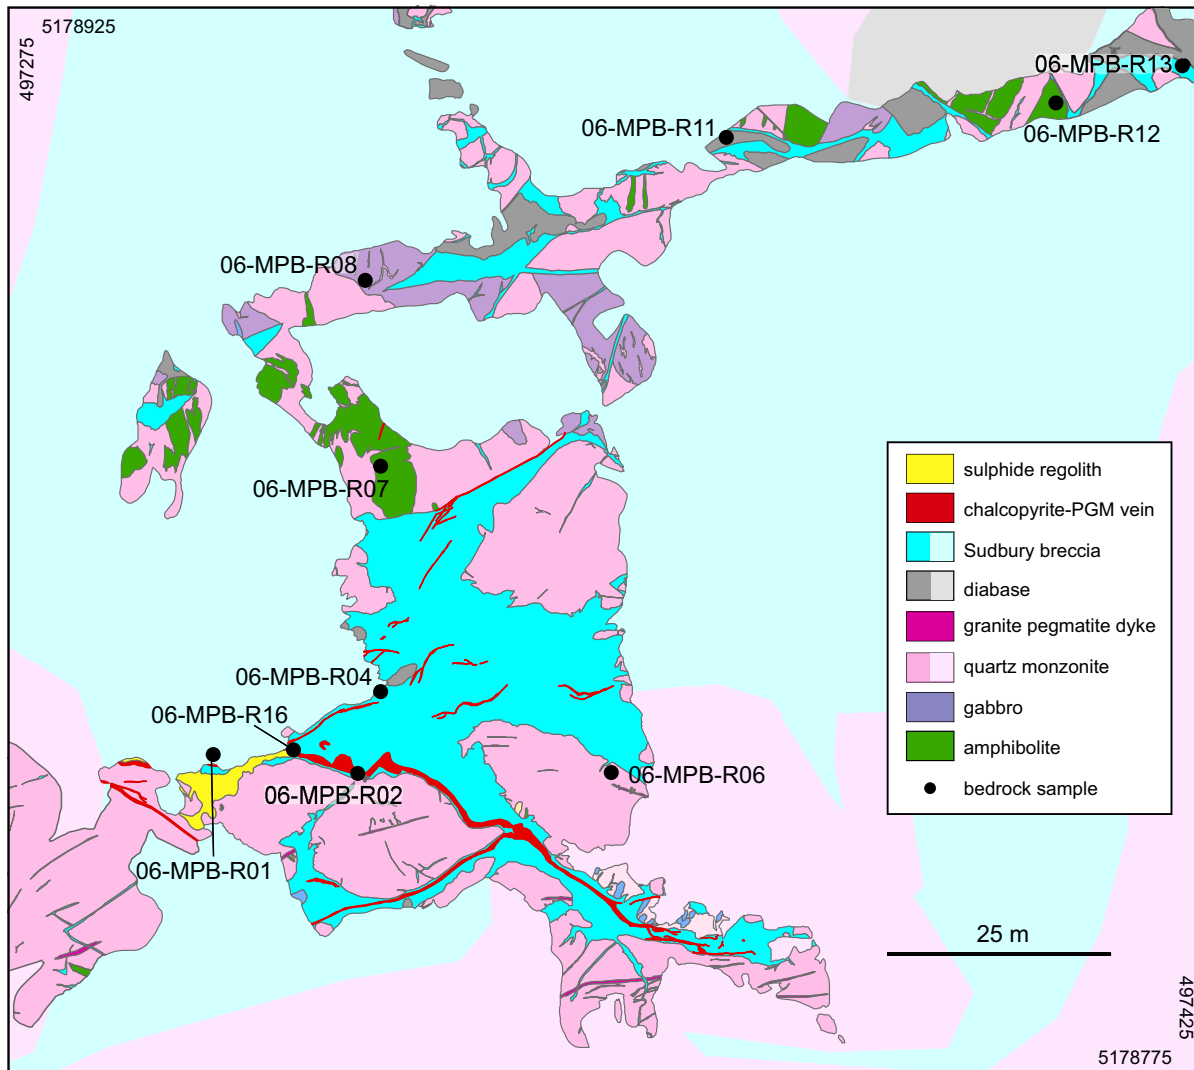 5178925
497275
06-MPB-R13
06-MPB-R11
06-MPB-R12
06-MPB-R08
06-MPB-R07
sulphide regolith
chalcopyrite-PGM vein
Sudbury breccia
diabase
granite pegmatite dyke
quartz monzonite
gabbro
amphibolite
bedrock sample
06-MPB-R04
06-MPB-R16
06-MPB-R06
06-MPB-R02
06-MPB-R01
25 m
497425
5178775